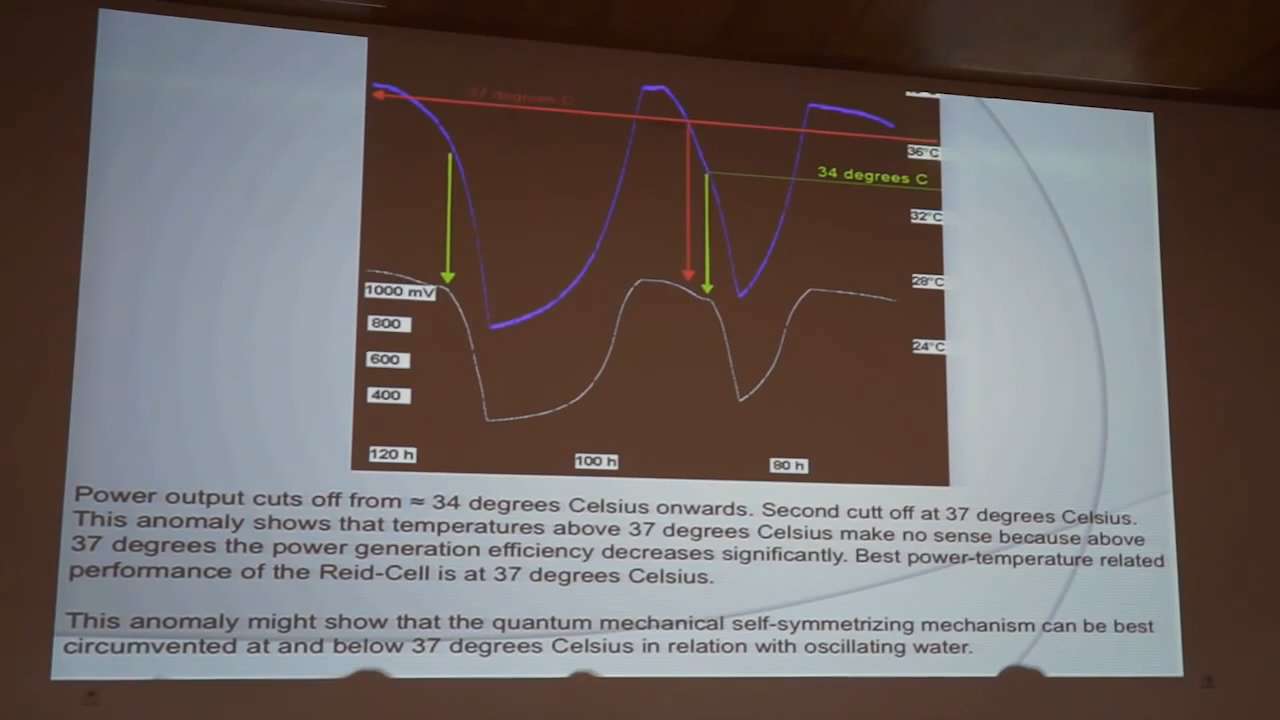 37 degrees C
36°C
34 degrees C
32°C
28°C
1000 mV
800
24°C
600
400
120 h
100 h
80 h
Power output cuts off from ≈ 34 degrees Celsius onwards. Second cutt off at 37 degrees Celsius.
This anomaly shows that temperatures above 37 degrees Celsius make no sense because above
37 degrees the power generation efficiency decreases significantly. Best power-temperature related
performance of the Reid-Cell is at 37 degrees Celsius.
This anomaly might show that the quantum mechanical self-symmetrizing mechanism can be best
circumvented at and below 37 degrees Celsius in relation with oscillating water.